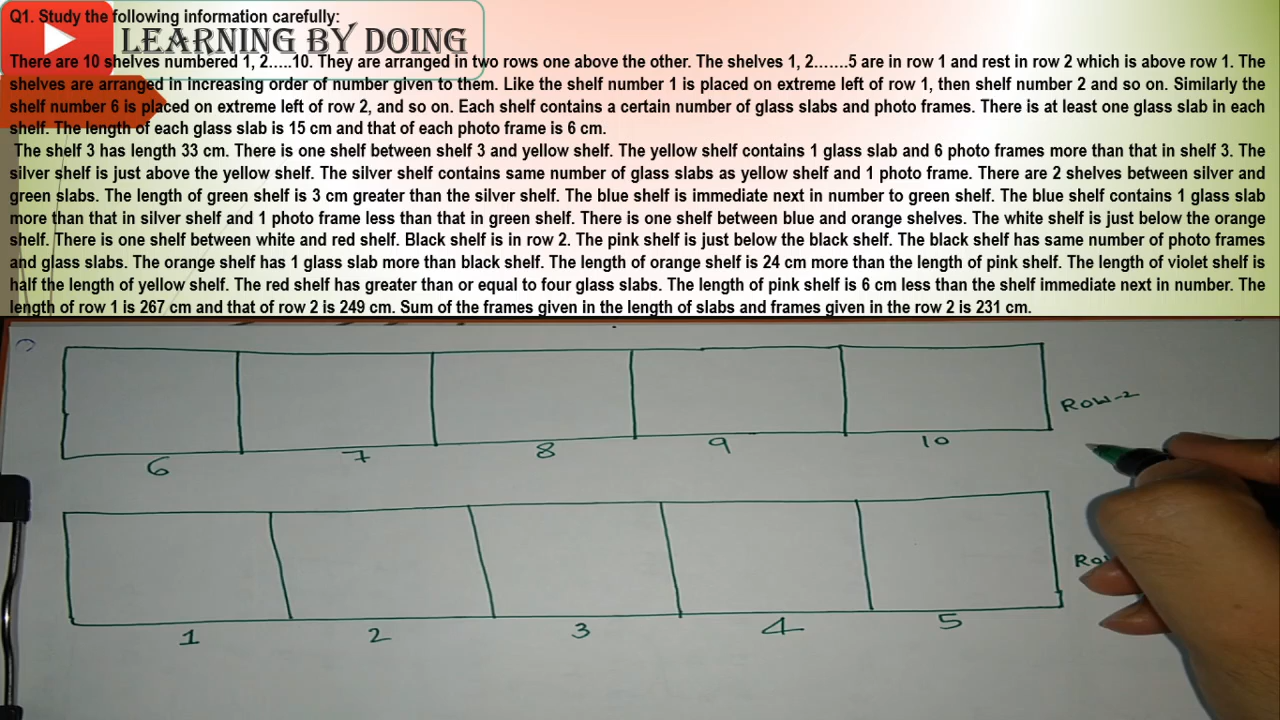 Q1. Study the following information carefully:
LEARNING BY DOING
There are 10 shelves numbered 1, 2.....10. They are arranged in two rows one above the other. The shelves 1, 2.......5 are in row 1 and rest in row 2 which is above row 1. The
shelves are arranged in increasing order of number given to them. Like the shelf number 1 is placed on extreme left of row 1, then shelf number 2 and so on. Similarly the
shelf number 6 is placed on extreme left of row 2, and so on. Each shelf contains a certain number of glass slabs and photo frames. There is at least one glass slab in each
shelf. The length of each glass slab is 15 cm and that of each photo frame is 6 cm.
The shelf 3 has length 33 cm. There is one shelf between shelf 3 and yellow shelf. The yellow shelf contains 1 glass slab and 6 photo frames more than that in shelf 3. The
silver shelf is just above the yellow shelf. The silver shelf contains same number of glass slabs as yellow shelf and 1 photo frame. There are 2 shelves between silver and
green slabs. The length of green shelf is 3 cm greater than the silver shelf. The blue shelf is immediate next in number to green shelf. The blue shelf contains 1 glass slab
more than that in silver shelf and 1 photo frame less than that in green shelf. There is one shelf between blue and orange shelves. The white shelf is just below the orange
shelf. There is one shelf between white and red shelf. Black shelf is in row 2. The pink shelf is just below the black shelf. The black shelf has same number of photo frames
and glass slabs. The orange shelf has 1 glass slab more than black shelf. The length of orange shelf is 24 cm more than the length of pink shelf. The length of violet shelf is
half the length of yellow shelf. The red shelf has greater than or equal to four glass slabs. The length of pink shelf is 6 cm less than the shelf immediate next in number. The
length of row 1 is 267 cm and that of row 2 is 249 cm. Sum of the frames given in the length of slabs and frames given in the row 2 is 231 cm.
Row-2
6 7 8 9 10
1 2 3 4 5